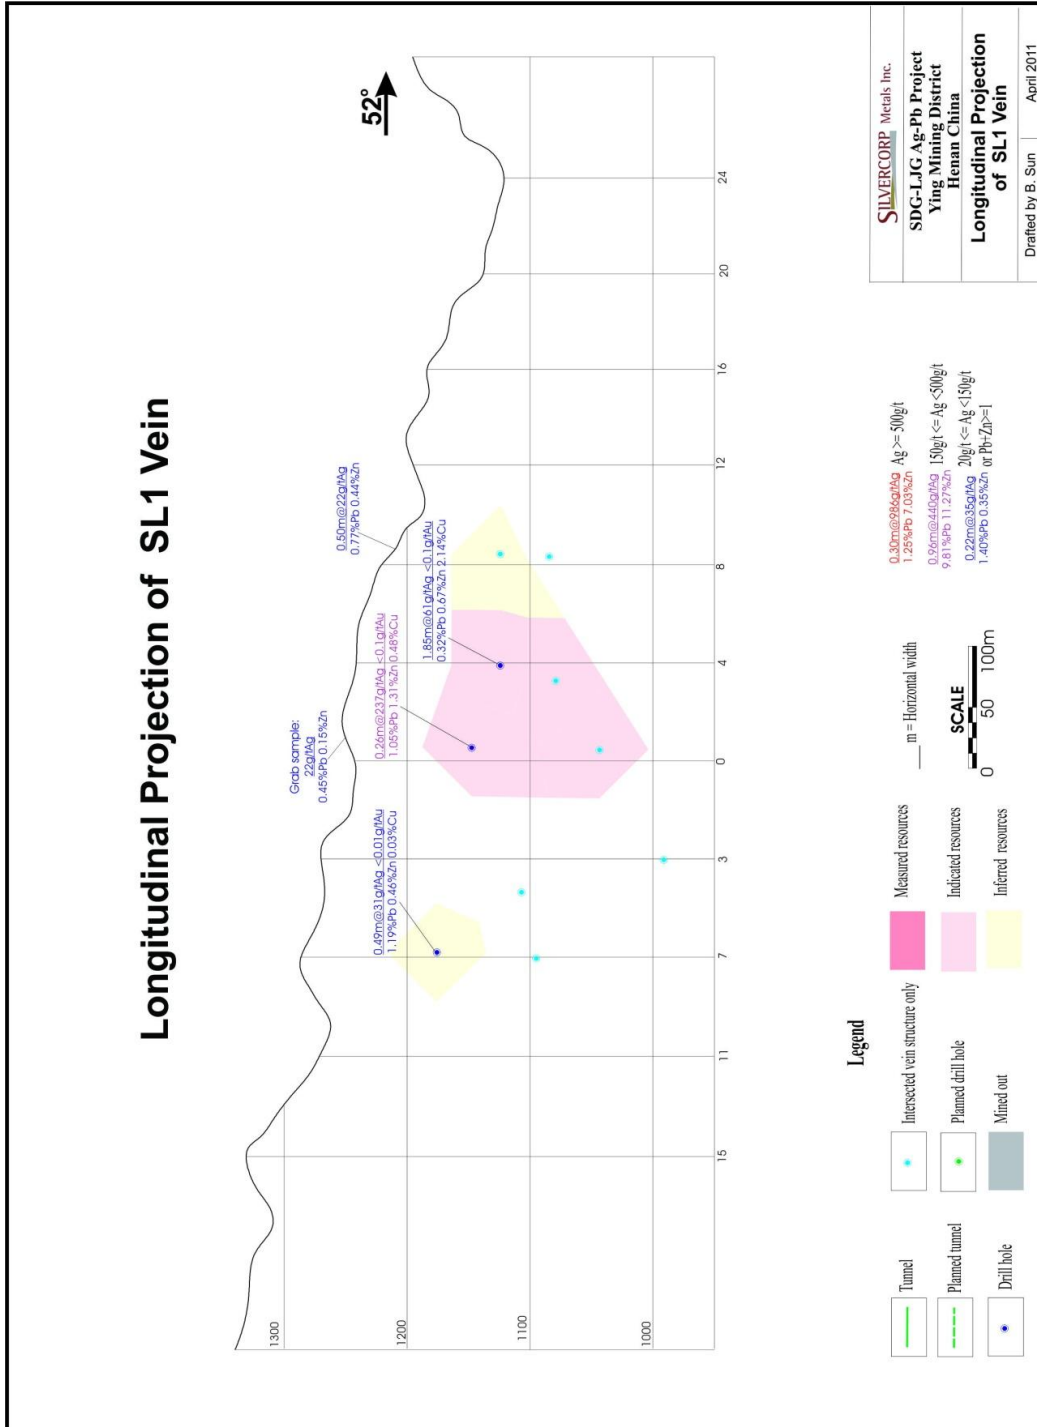 Longitudinal Projection of SL1 Vein
52°
Grab sample:
22g/tAg
0.45%Pb 0.15%Zn
0.50m@22g/tAg
0.77%Pb 0.44%Zn
0.49m@31g/tAg <0.01g/tAu
1.19%Pb 0.46%Zn 0.03%Cu
0.26m@237g/tAg <0.1g/tAu
1.05%Pb 1.31%Zn 0.48%Cu
1.85m@61g/tAg <0.1g/tAu
0.32%Pb 0.67%Zn 2.14%Cu
1300
1200
1100
1000
15
11
7
3
0
4
8
12
16
20
24
Legend
Tunnel
Planned tunnel
Drill hole
Intersected vein structure only
Planned drill hole
Mined out
Measured resources
Indicated resources
Inferred resources
m = Horizontal width
SCALE
0 50 100m
0.30m@986g/tAg Ag >= 500g/t
1.25%Pb 7.03%Zn
0.96m@440g/tAg 150g/t <= Ag <500g/t
9.81%Pb 11.27%Zn
0.22m@35g/tAg 20g/t <= Ag <150g/t
1.40%Pb 0.35%Zn or Pb+Zn>=1
SILVERCORP Metals Inc.
SDG-LJG Ag-Pb Project
Ying Mining District
Henan China
Longitudinal Projection
of SL1 Vein
Drafted by B. Sun April 2011